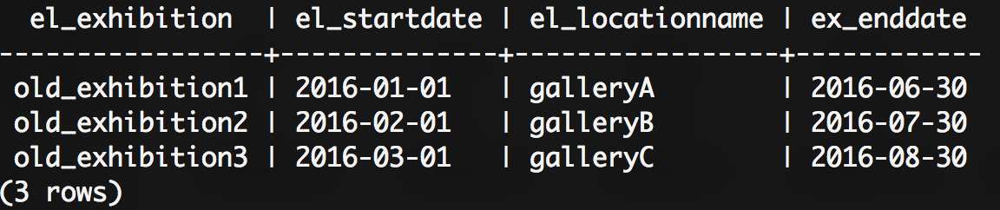 el_exhibition  | el_startdate | el_locationname | ex_enddate
-----------------+--------------+-----------------+------------
 old_exhibition1 | 2016-01-01   | galleryA        | 2016-06-30
 old_exhibition2 | 2016-02-01   | galleryB        | 2016-07-30
 old_exhibition3 | 2016-03-01   | galleryC        | 2016-08-30
(3 rows)